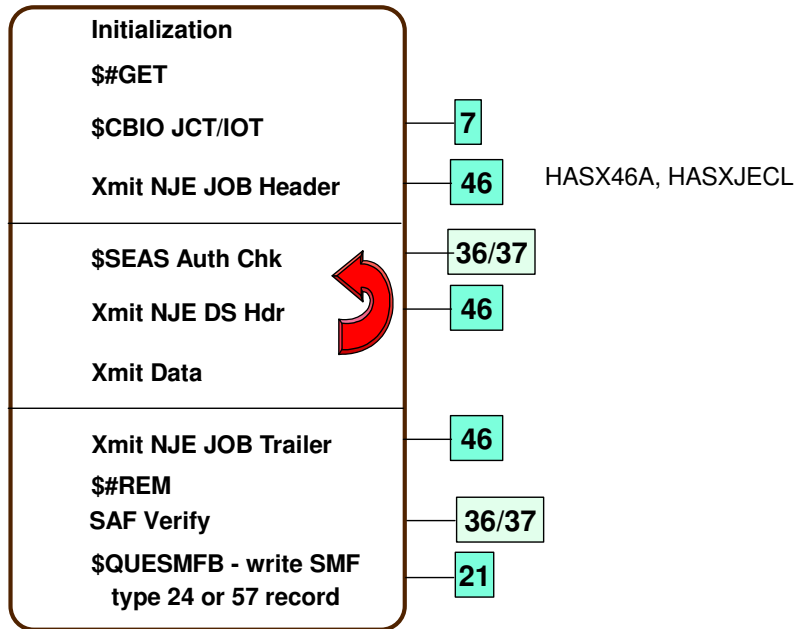 Initialization
$#GET
$CBIO JCT/IOT
7
Xmit NJE JOB Header
46
HASX46A, HASXJECL
$SEAS Auth Chk
36/37
Xmit NJE DS Hdr
46
Xmit Data
Xmit NJE JOB Trailer
46
$#REM
SAF Verify
36/37
$QUESMFB - write SMF
type 24 or 57 record
21